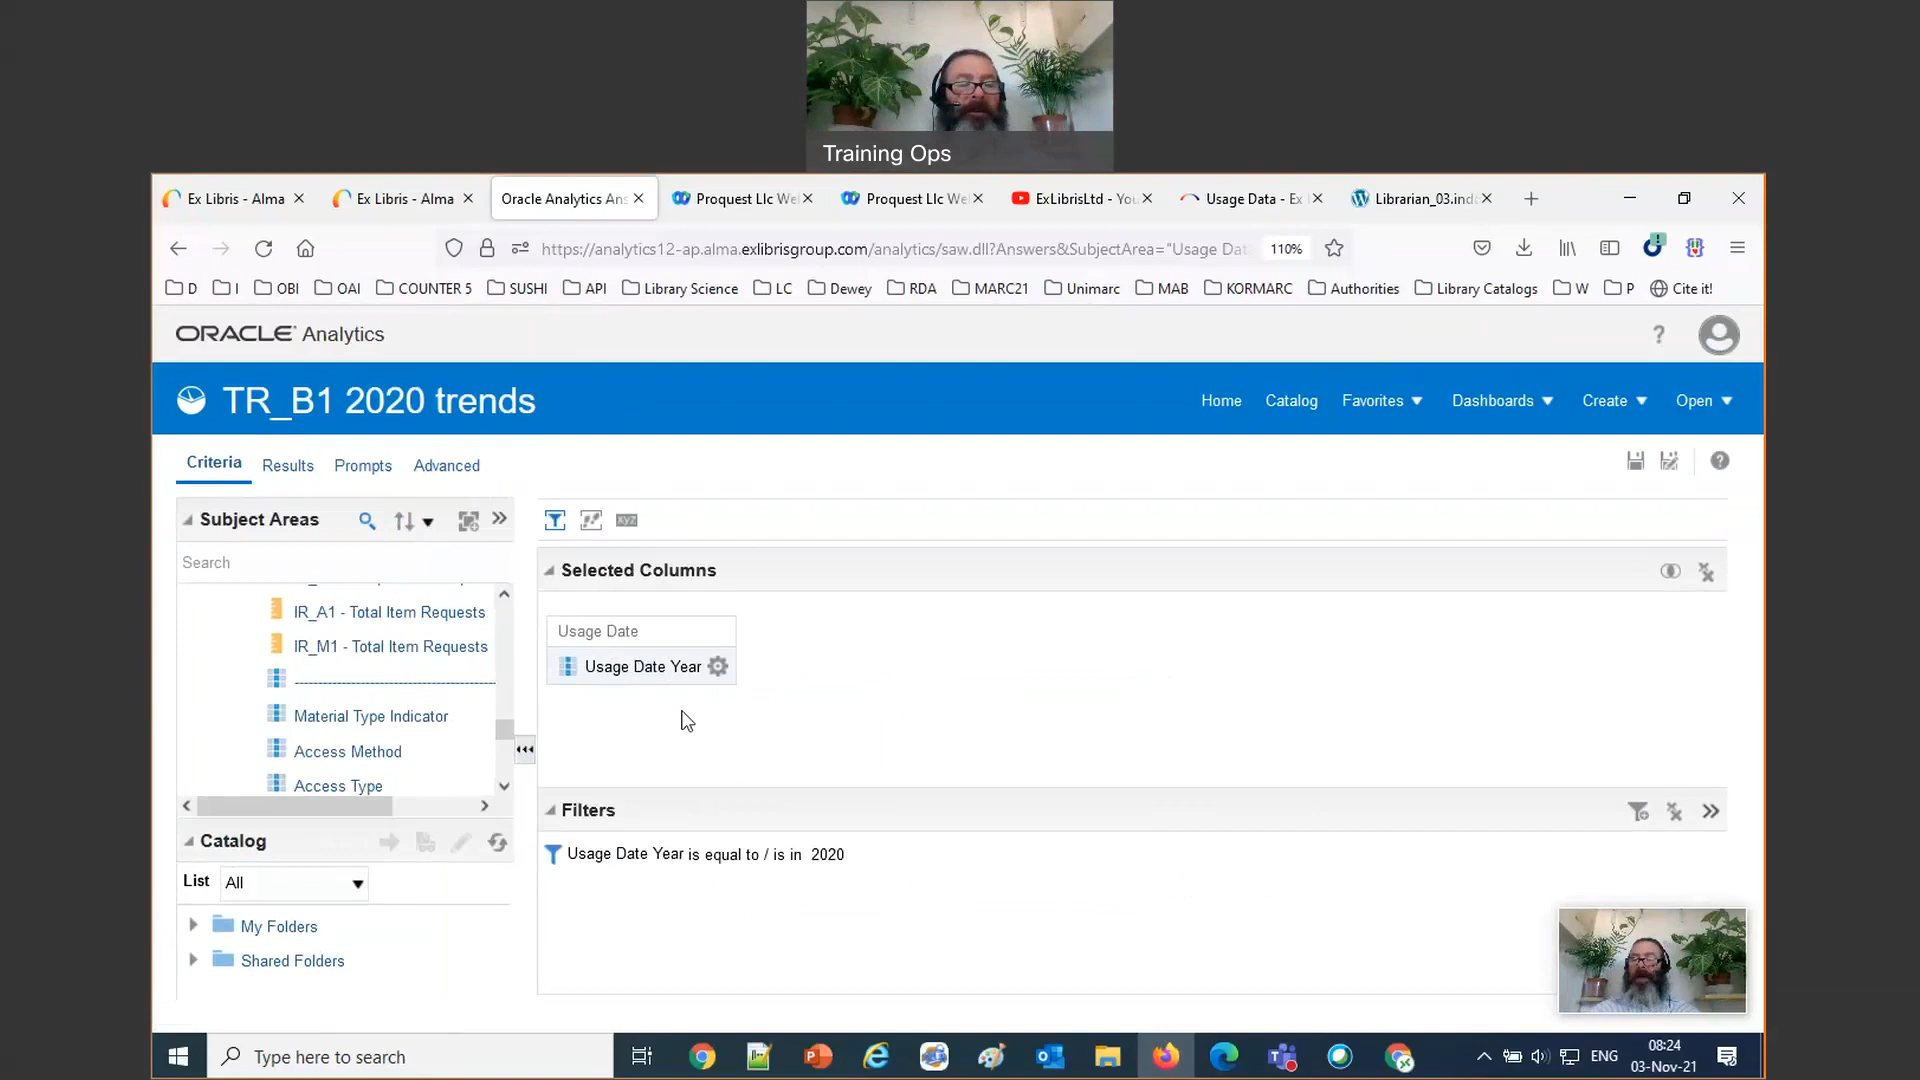 Training Ops
Ex Libris - Alma
Ex Libris - Alma
Oracle Analytics Ans
Proquest Llc We
Proquest Llc We
ExLibrisLtd - You
Usage Data - Ex
Librarian_03.indb
https://analytics12-ap.alma.exlibrisgroup.com/analytics/saw.dll?Answers&SubjectArea="Usage Dat
110%
D
I
OBI
OAI
COUNTER 5
SUSHI
API
Library Science
LC
Dewey
RDA
MARC21
Unimarc
MAB
KORMARC
Authorities
Library Catalogs
W
P
Cite it!
ORACLE Analytics
TR_B1 2020 trends
Home
Catalog
Favorites
Dashboards
Create
Open
Criteria
Results
Prompts
Advanced
Subject Areas
Search
IR_A1 - Total Item Requests
IR_M1 - Total Item Requests
Material Type Indicator
Access Method
Access Type
Catalog
List All
My Folders
Shared Folders
xyz
Selected Columns
Usage Date
Usage Date Year
Filters
Usage Date Year is equal to / is in 2020
Type here to search
ENG
08:24
03-Nov-21